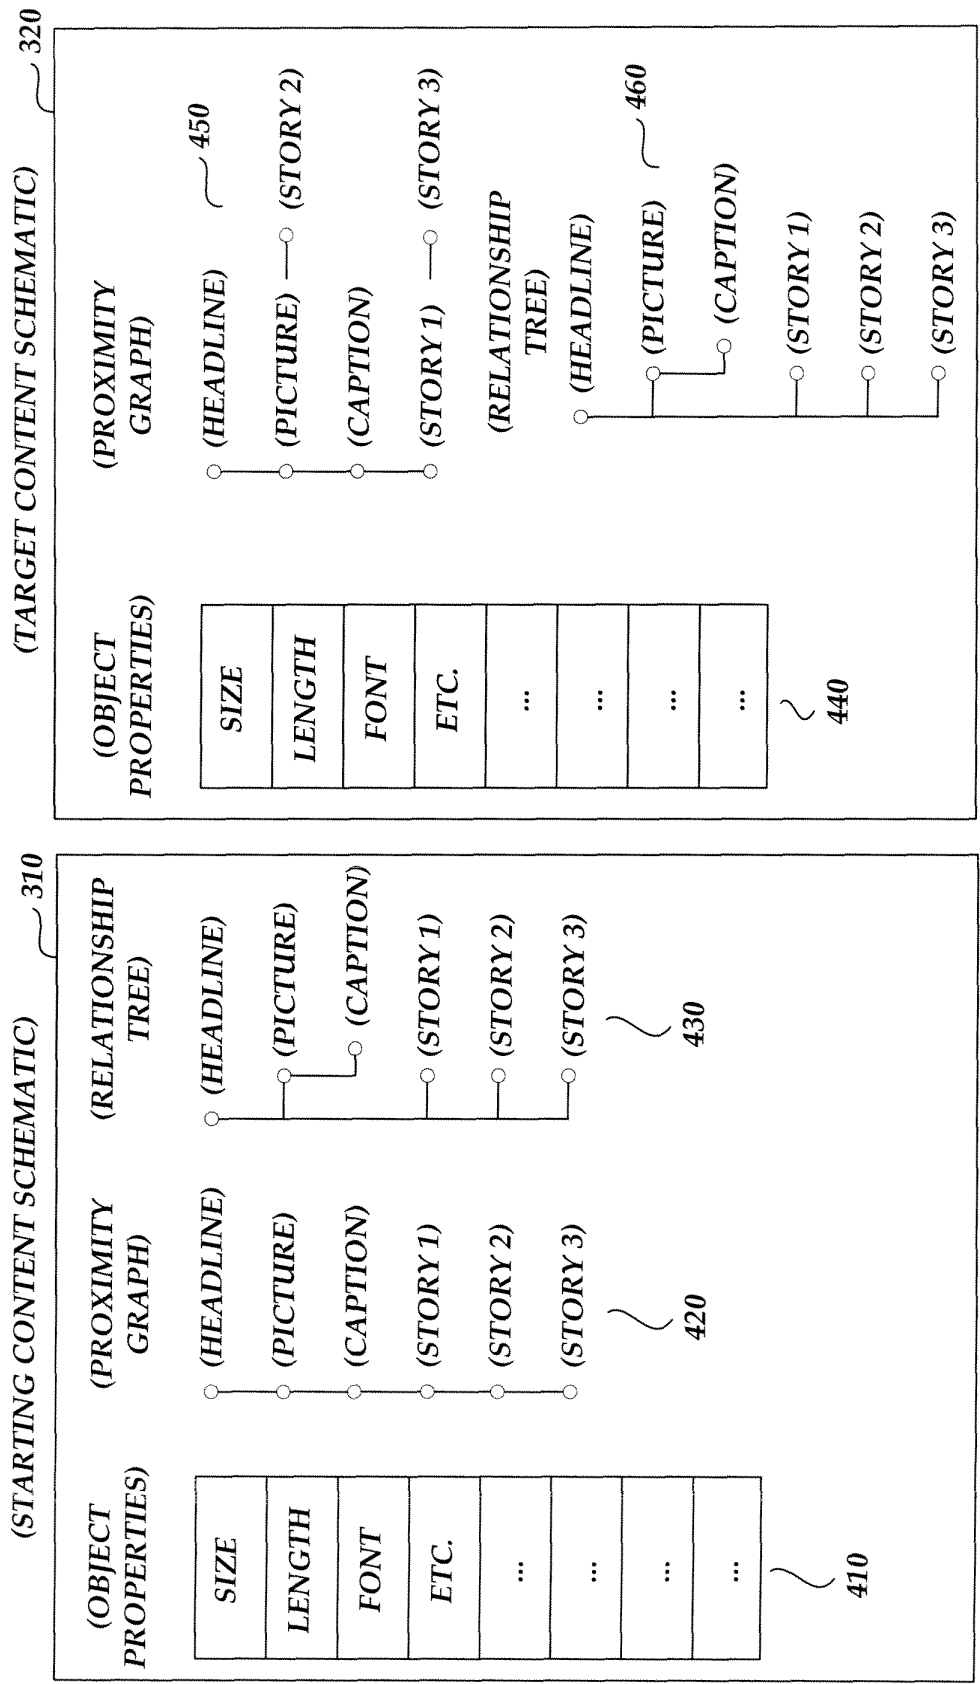 (STARTING CONTENT SCHEMATIC)
310
(OBJECT
PROPERTIES)
SIZE
LENGTH
FONT
ETC.
...
...
...
...
410
(PROXIMITY
GRAPH)
(HEADLINE)
(PICTURE)
(CAPTION)
(STORY 1)
(STORY 2)
(STORY 3)
420
(RELATIONSHIP
TREE)
(HEADLINE)
(PICTURE)
(CAPTION)
(STORY 1)
(STORY 2)
(STORY 3)
430
(TARGET CONTENT SCHEMATIC)
320
(OBJECT
PROPERTIES)
SIZE
LENGTH
FONT
ETC.
...
...
...
...
440
(PROXIMITY
GRAPH)
450
(HEADLINE)
(PICTURE) (STORY 2)
(CAPTION)
(STORY 1) (STORY 3)
(RELATIONSHIP
TREE)
(HEADLINE)
(PICTURE)
460
(CAPTION)
(STORY 1)
(STORY 2)
(STORY 3)